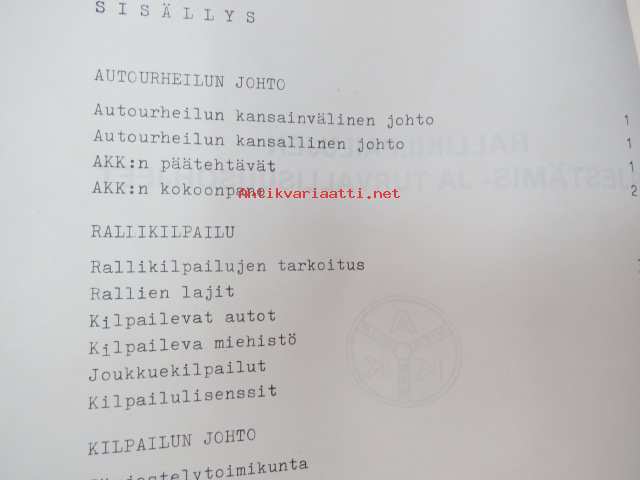 SISÄLLYS
AUTOURHEILUN JOHTO
Autourheilun kansainvälinen johto 1
Autourheilun kansallinen johto 1
AKK:n päätehtävät 1
AKK:n kokoonpano 2
Antikvariaatti.net
RALLIKILPAILU
Rallikilpailujen tarkoitus
Rallien lajit
Kilpailevat autot
Kilpaileva miehistö
Joukkuekilpailut
Kilpailulisenssit
KILPAILUN JOHTO